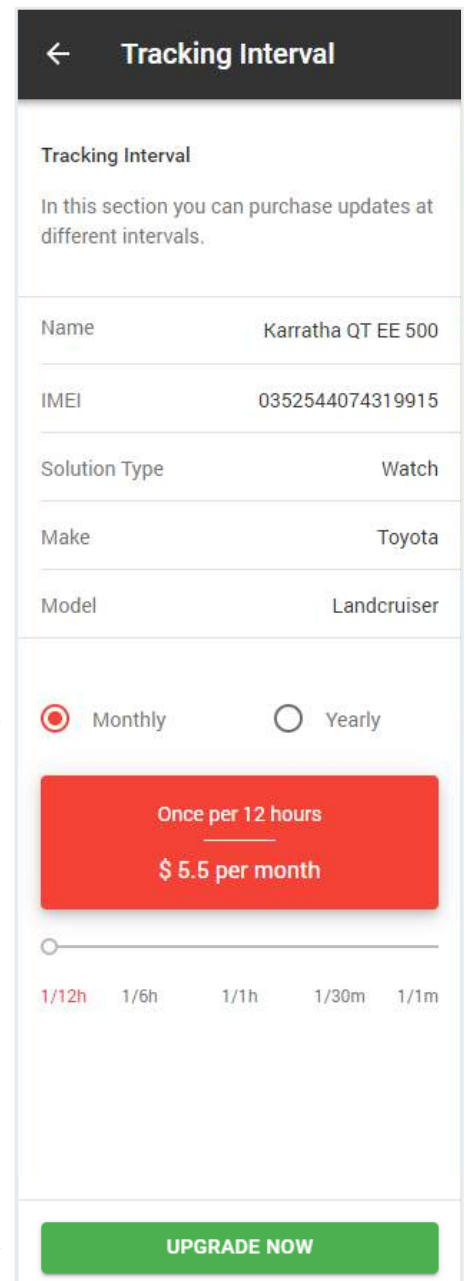 Tracking Interval
Tracking Interval
In this section you can purchase updates at
different intervals.
Name Karratha QT EE 500
IMEI 0352544074319915
Solution Type Watch
Make Toyota
Model Landcruiser
Monthly Yearly
Once per 12 hours
$ 5.5 per month
1/12h 1/6h 1/1h 1/30m 1/1m
UPGRADE NOW